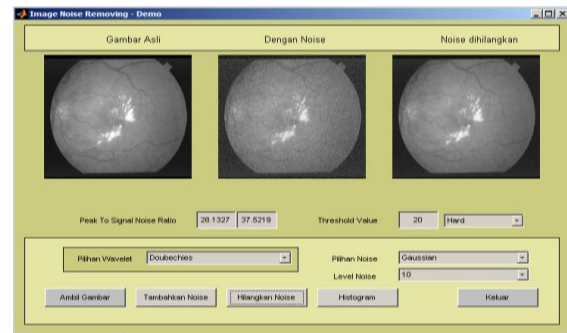 Image Noise Removing - Demo
Gambar Asli Dengan Noise Noise dihilangkan
Peak To Signal Noise Ratio 28.1327 37.5219 Threshold Value 20 Hard
Pilihan Wavelet Doubechies Pilihan Noise Gaussian
Level Noise 10
Ambil Gambar Tambahkan Noise Hilangkan Noise Histogram Keluar